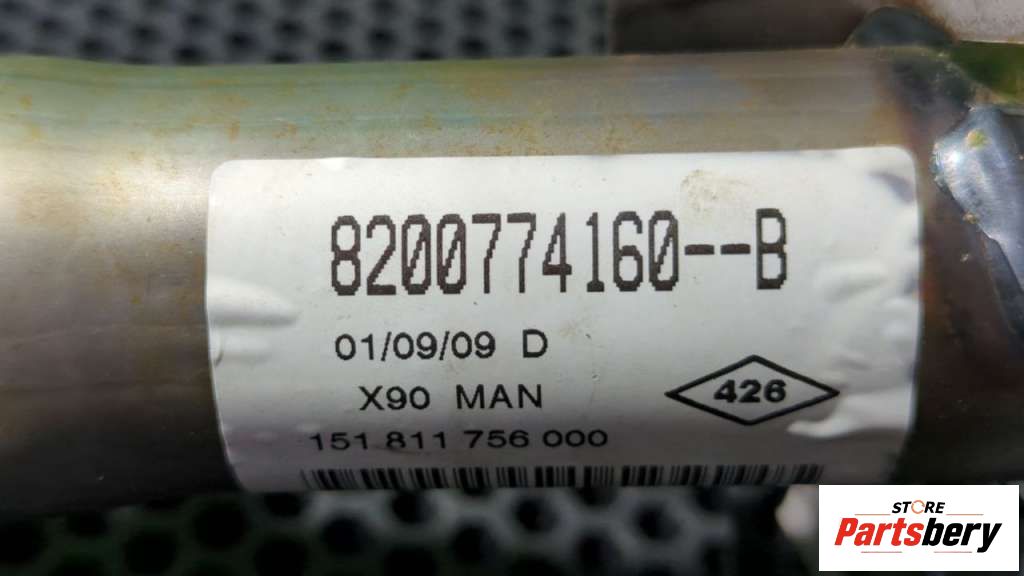 8200774160--B
01/09/09 D
X90 MAN
426
151 811 756 000
STORE
Partsbery